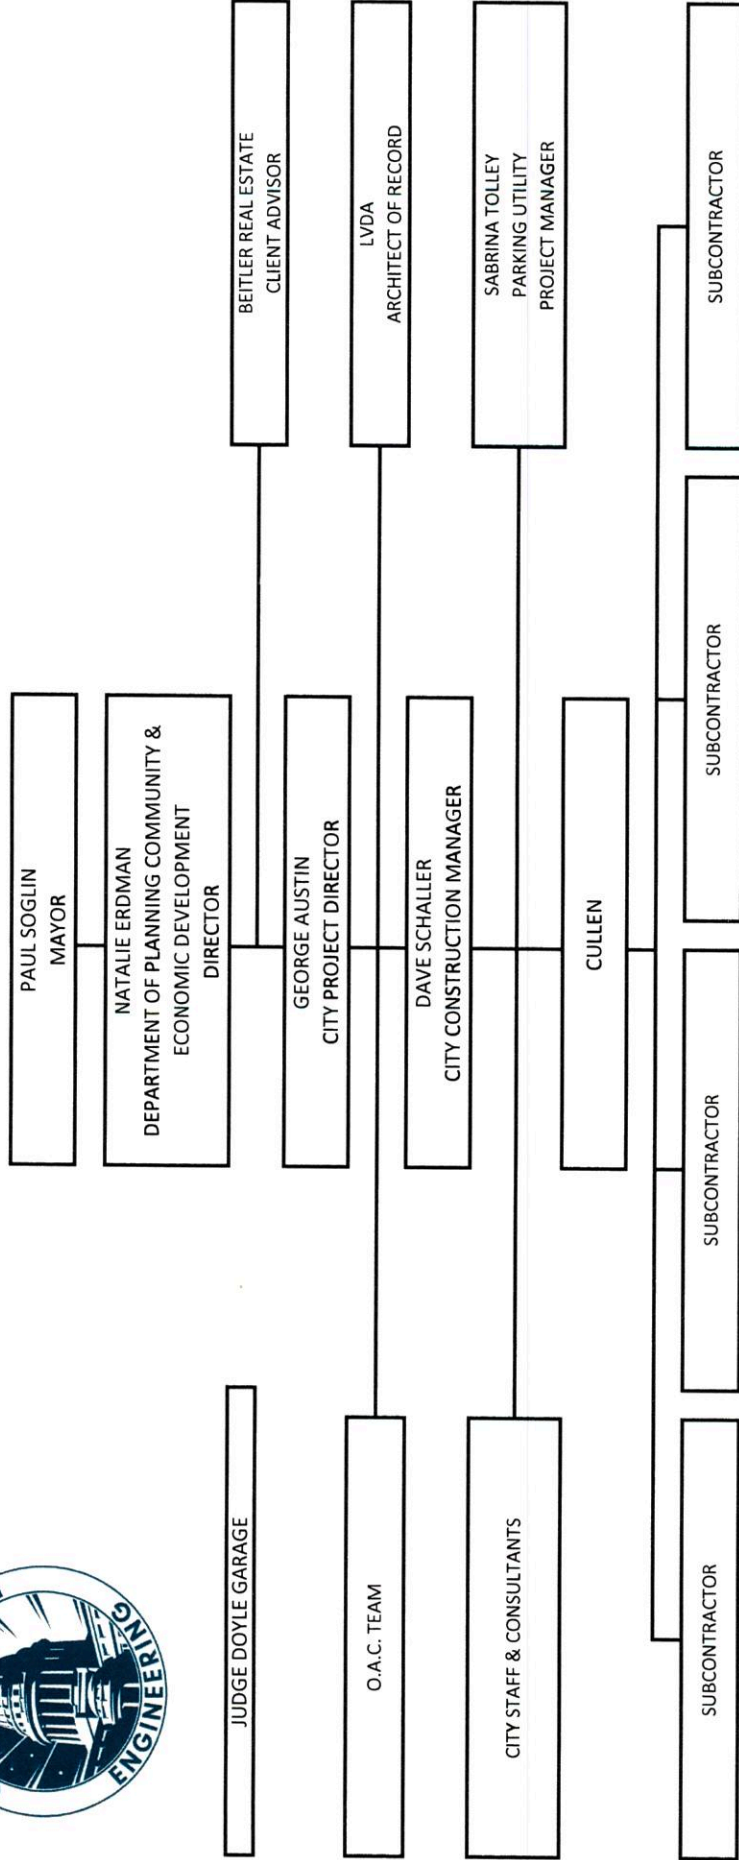 ENGINEERING
PAUL SOGLIN
MAYOR
NATALIE ERDMAN
DEPARTMENT OF PLANNING COMMUNITY &
ECONOMIC DEVELOPMENT
DIRECTOR
JUDGE DOYLE GARAGE
BEITLER REAL ESTATE
CLIENT ADVISOR
GEORGE AUSTIN
CITY PROJECT DIRECTOR
O.A.C. TEAM
LVDA
ARCHITECT OF RECORD
DAVE SCHALLER
CITY CONSTRUCTION MANAGER
CITY STAFF & CONSULTANTS
SABRINA TOLLEY
PARKING UTILITY
PROJECT MANAGER
CULLEN
SUBCONTRACTOR
SUBCONTRACTOR
SUBCONTRACTOR
SUBCONTRACTOR